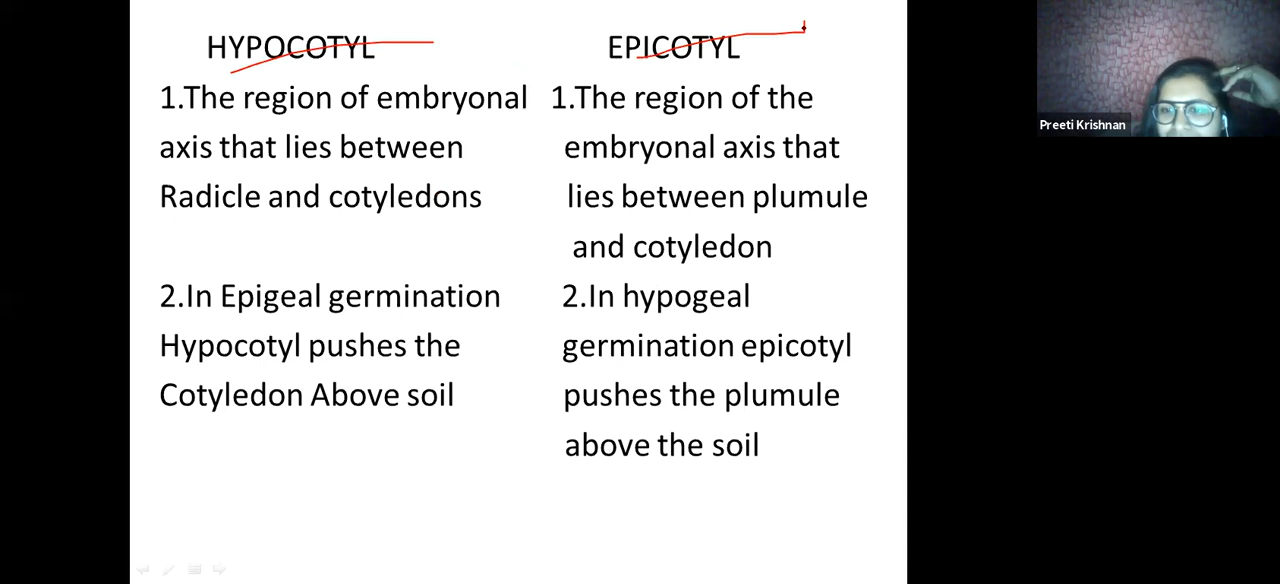 HYPOCOTYL
1.The region of embryonal
axis that lies between
Radicle and cotyledons
2.In Epigeal germination
Hypocotyl pushes the
Cotyledon Above soil
EPICOTYL
1.The region of the
embryonal axis that
lies between plumule
and cotyledon
2.In hypogeal
germination epicotyl
pushes the plumule
above the soil
Preeti Krishnan